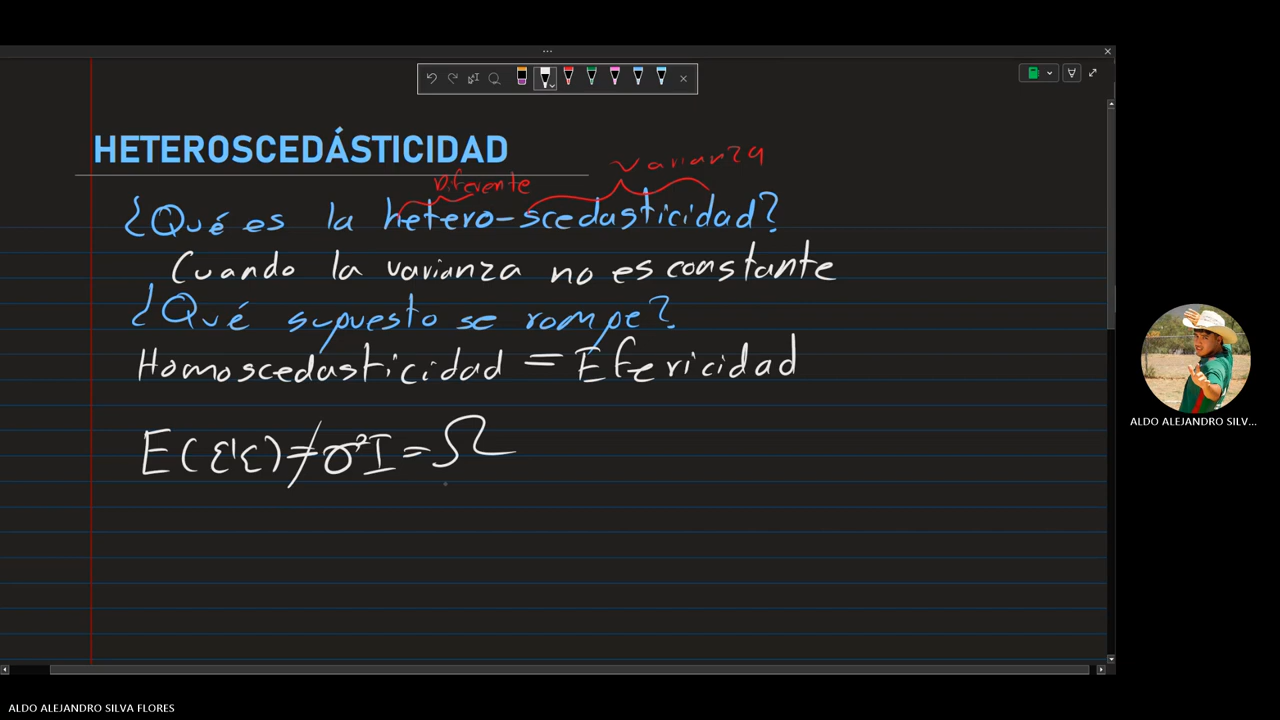 HETEROSCEDÁSTICIDAD
Varianza
Diferente
¿Qué es la hetero-scedasticidad?
Cuando la varianza no es constante
¿Qué supuesto se rompe?
Homoscedasticidad = Efericidad
E(ε'ε) ≠ σ²I = Ω
ALDO ALEJANDRO SILV...
ALDO ALEJANDRO SILVA FLORES